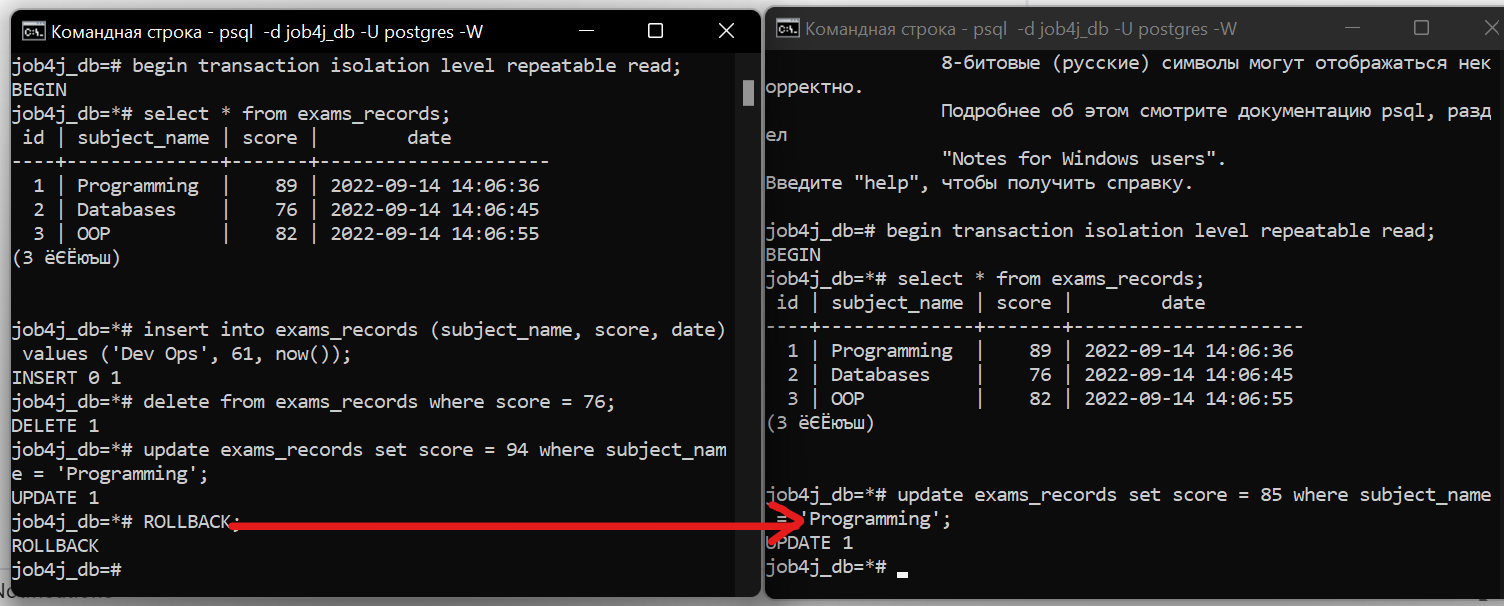 Командная строка - psql  -d job4j_db -U postgres -W
job4j_db=# begin transaction isolation level repeatable read;
BEGIN
job4j_db=*# select * from exams_records;
 id | subject_name | score |        date
----+--------------+-------+---------------------
  1 | Programming  |    89 | 2022-09-14 14:06:36
  2 | Databases    |    76 | 2022-09-14 14:06:45
  3 | OOP          |    82 | 2022-09-14 14:06:55
(3 ёЄЁюъш)
job4j_db=*# insert into exams_records (subject_name, score, date)
 values ('Dev Ops', 61, now());
INSERT 0 1
job4j_db=*# delete from exams_records where score = 76;
DELETE 1
job4j_db=*# update exams_records set score = 94 where subject_nam
e = 'Programming';
UPDATE 1
job4j_db=*# ROLLBACK;
ROLLBACK
job4j_db=#
Командная строка - psql  -d job4j_db -U postgres -W
                8-битовые (русские) символы могут отображаться нек
орректно.
                Подробнее об этом смотрите документацию psql, разд
ел
                "Notes for Windows users".
Введите "help", чтобы получить справку.
job4j_db=# begin transaction isolation level repeatable read;
BEGIN
job4j_db=*# select * from exams_records;
 id | subject_name | score |        date
----+--------------+-------+---------------------
  1 | Programming  |    89 | 2022-09-14 14:06:36
  2 | Databases    |    76 | 2022-09-14 14:06:45
  3 | OOP          |    82 | 2022-09-14 14:06:55
(3 ёЄЁюъш)
job4j_db=*# update exams_records set score = 85 where subject_name
 = 'Programming';
UPDATE 1
job4j_db=*#